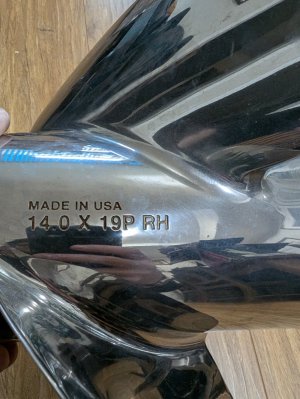 MADE IN USA
14.0 X 19P RH